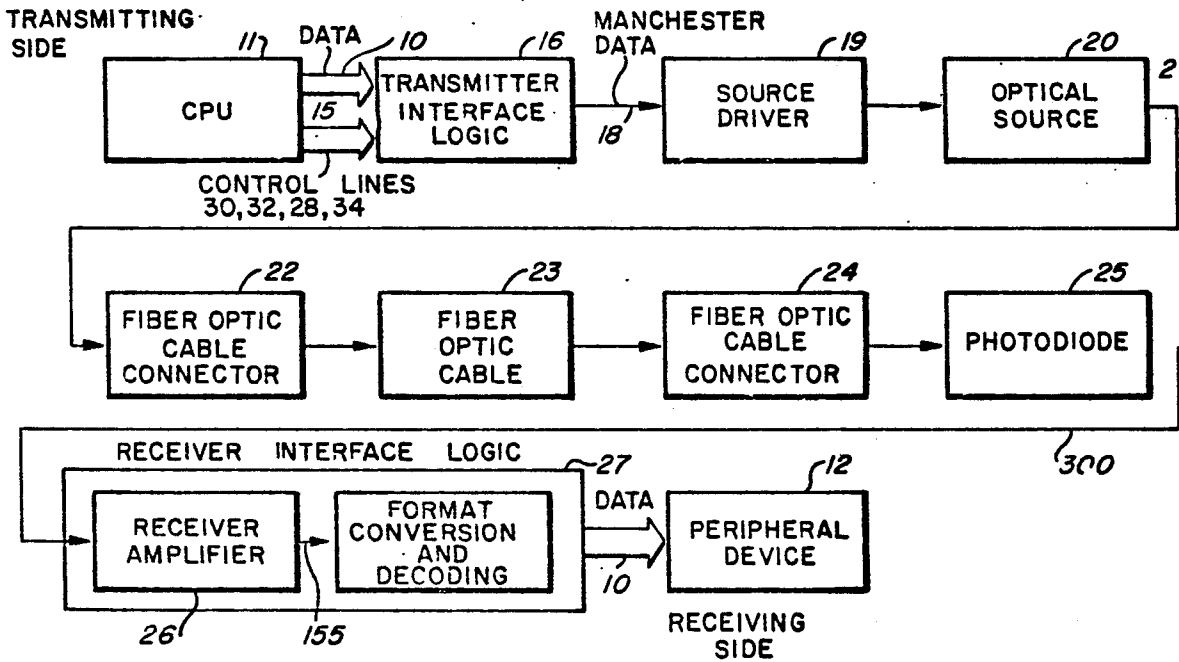 TRANSMITTING
SIDE
11
DATA
10
16
MANCHESTER
DATA
19
20
2
CPU
15
TRANSMITTER
INTERFACE
LOGIC
18
SOURCE
DRIVER
OPTICAL
SOURCE
CONTROL LINES
30, 32, 28, 34
22
23
24
25
FIBER OPTIC
CABLE
CONNECTOR
FIBER
OPTIC
CABLE
FIBER OPTIC
CABLE
CONNECTOR
PHOTODIODE
300
RECEIVER INTERFACE LOGIC
27
DATA
12
RECEIVER
AMPLIFIER
FORMAT
CONVERSION
AND
DECODING
10
PERIPHERAL
DEVICE
26
155
RECEIVING
SIDE